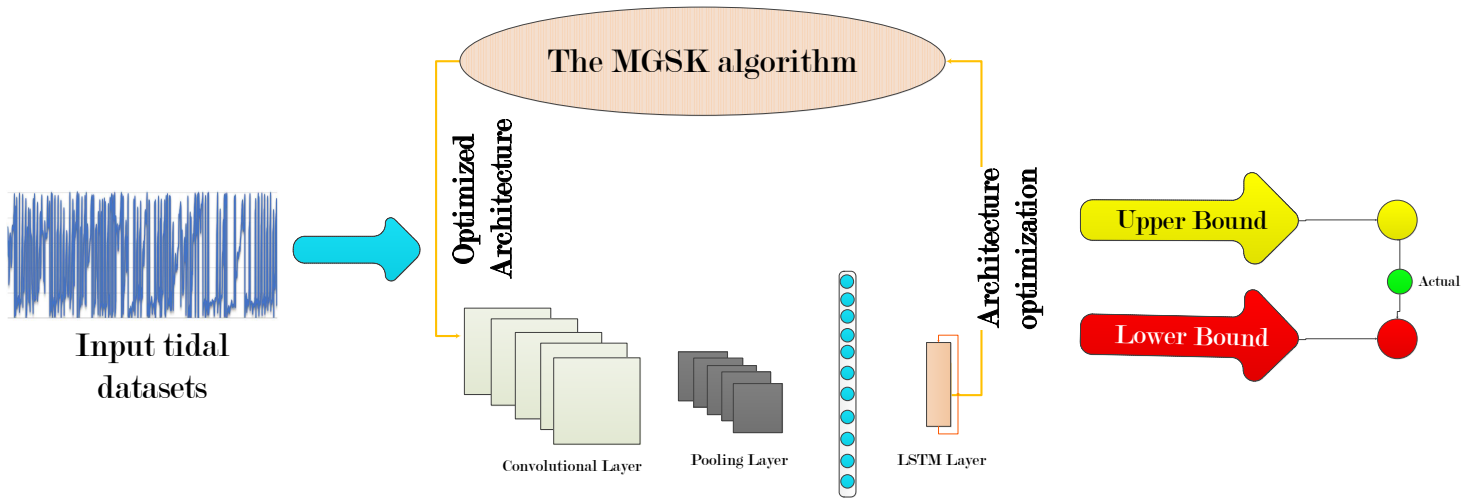 The MGSK algorithm
Optimized
Architecture
Architecture
optimization
Input tidal
datasets
Convolutional Layer
Pooling Layer
LSTM Layer
Upper Bound
Actual
Lower Bound